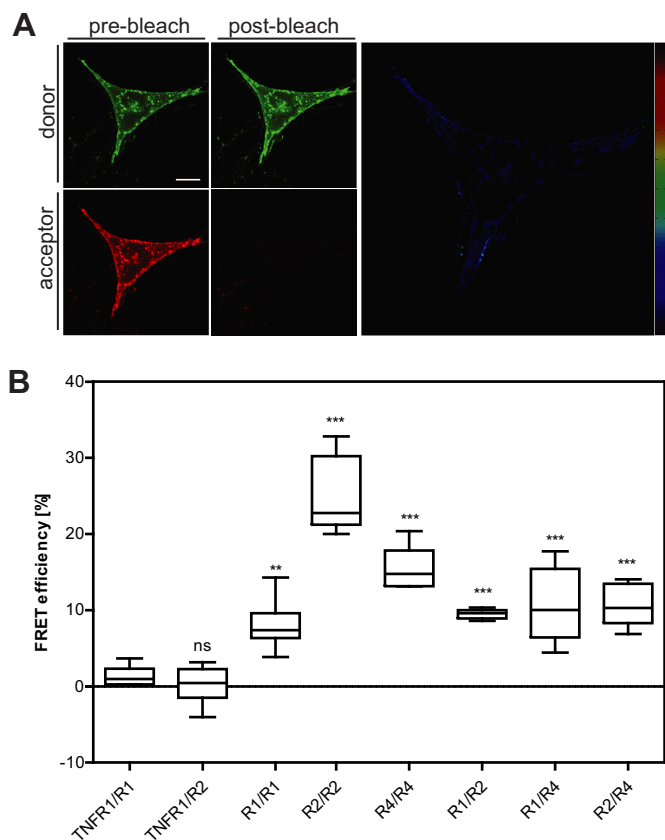 A
pre-bleach
post-bleach
donor
acceptor
B
FRET efficiency [%]
40
30
20
10
0
-10
ns
**
***
***
***
***
***
TNFR1/R1
TNFR1/R2
R1/R1
R2/R2
R4/R4
R1/R2
R1/R4
R2/R4